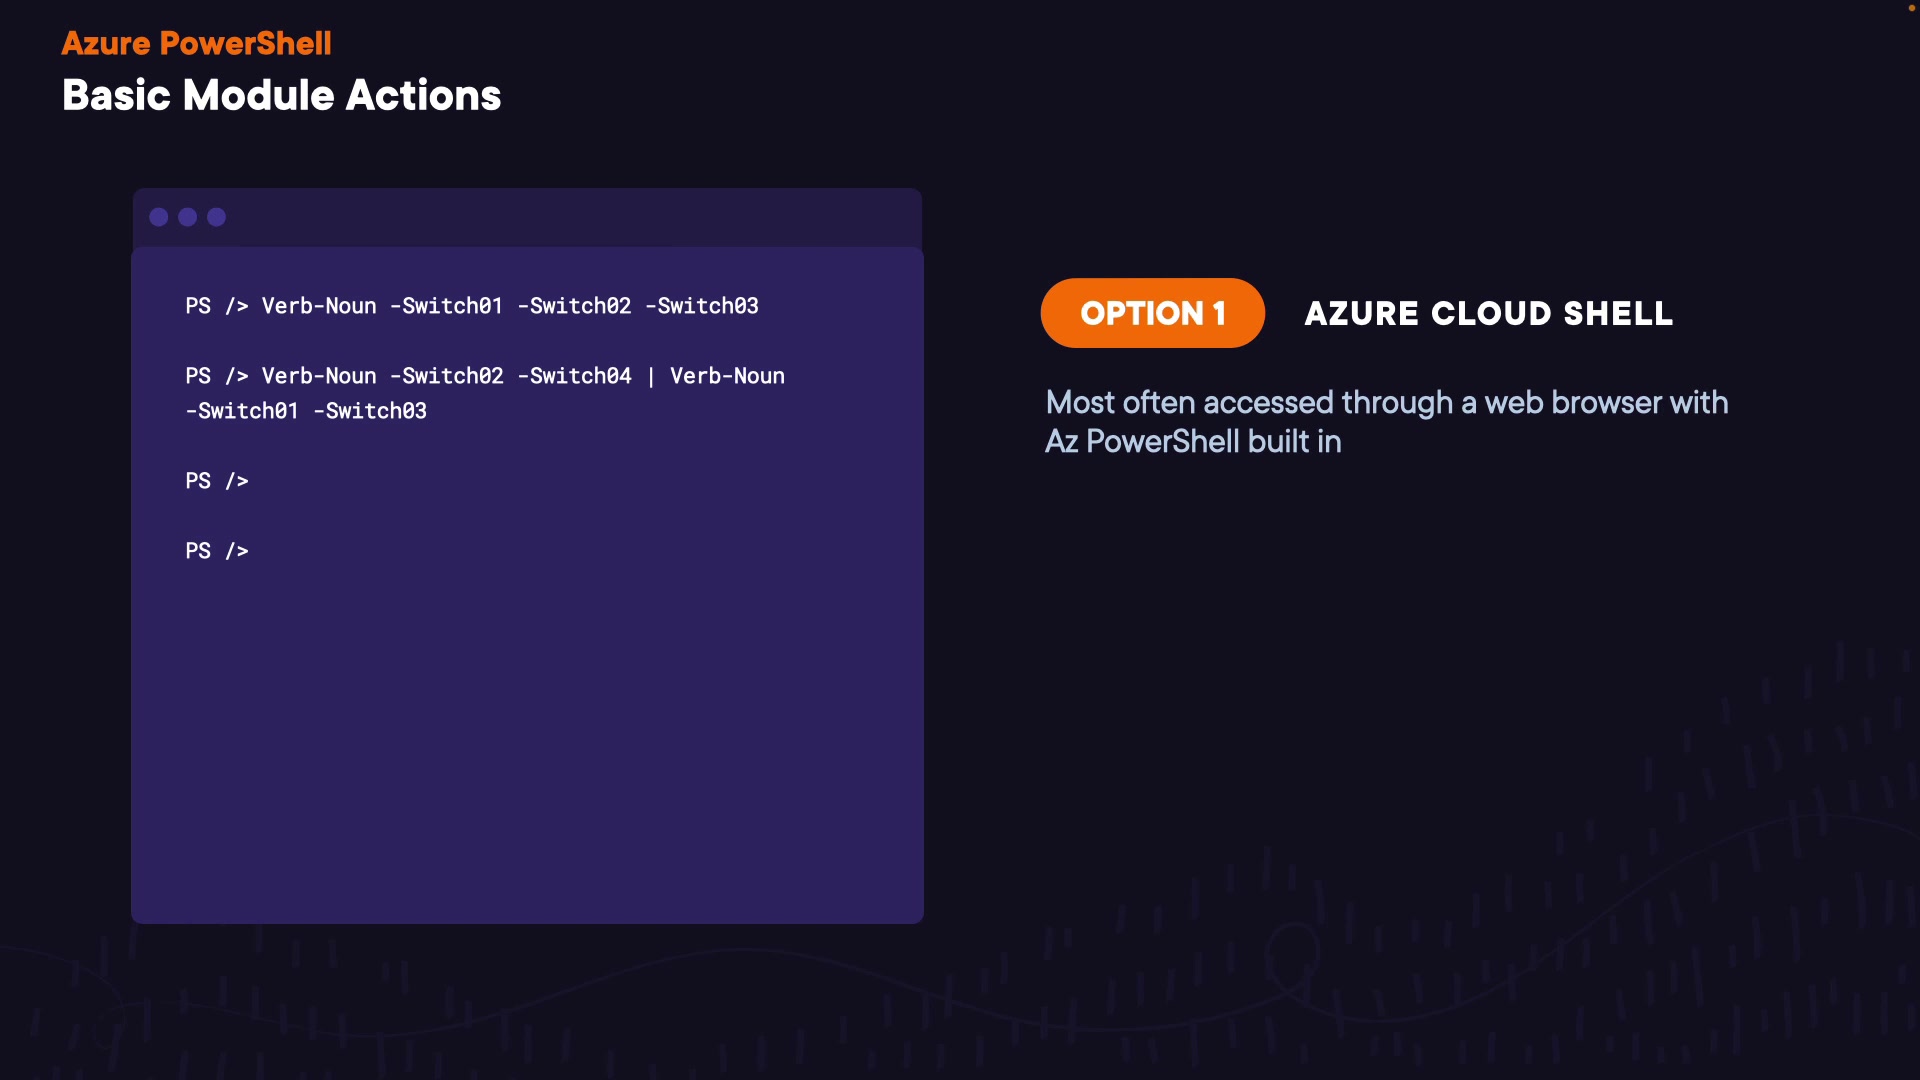 Azure PowerShell
Basic Module Actions
PS /> Verb-Noun -Switch01 -Switch02 -Switch03
PS /> Verb-Noun -Switch02 -Switch04 | Verb-Noun
-Switch01 -Switch03
PS />
PS />
OPTION 1
AZURE CLOUD SHELL
Most often accessed through a web browser with
Az PowerShell built in